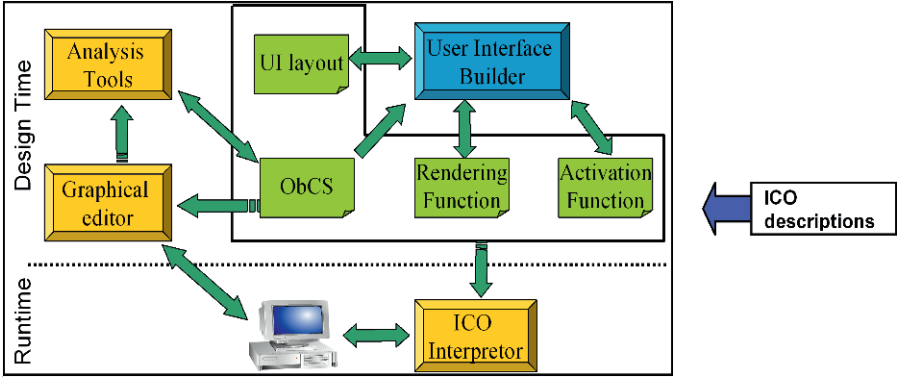 Design Time
Analysis
Tools
UI layout
User Interface
Builder
Graphical
editor
ObCS
Rendering
Function
Activation
Function
ICO
descriptions
Runtime
ICO
Interpretor